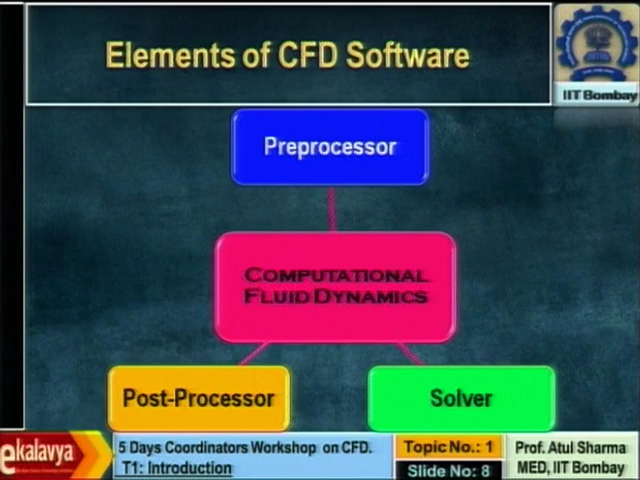 Elements of CFD Software
IIT Bombay
Preprocessor
COMPUTATIONAL
FLUID DYNAMICS
Post-Processor
Solver
ekalavya
5 Days Coordinators Workshop on CFD.
T1: Introduction
Topic No.: 1
Slide No: 8
Prof. Atul Sharma
MED, IIT Bombay